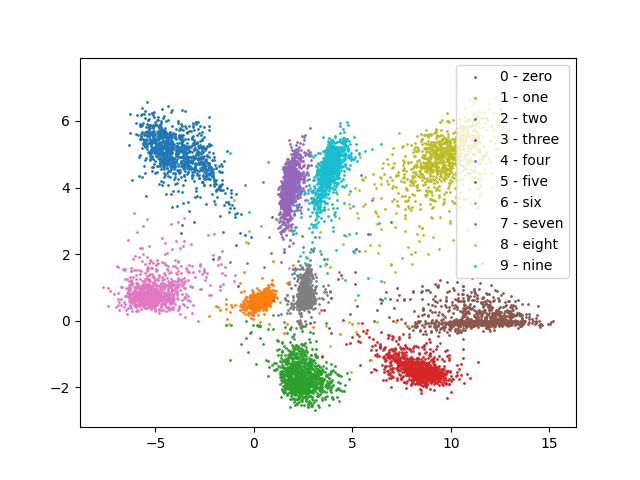 0 - zero
1 - one
2 - two
3 - three
4 - four
5 - five
6 - six
7 - seven
8 - eight
9 - nine
6
4
2
0
−2
−5 0 5 10 15